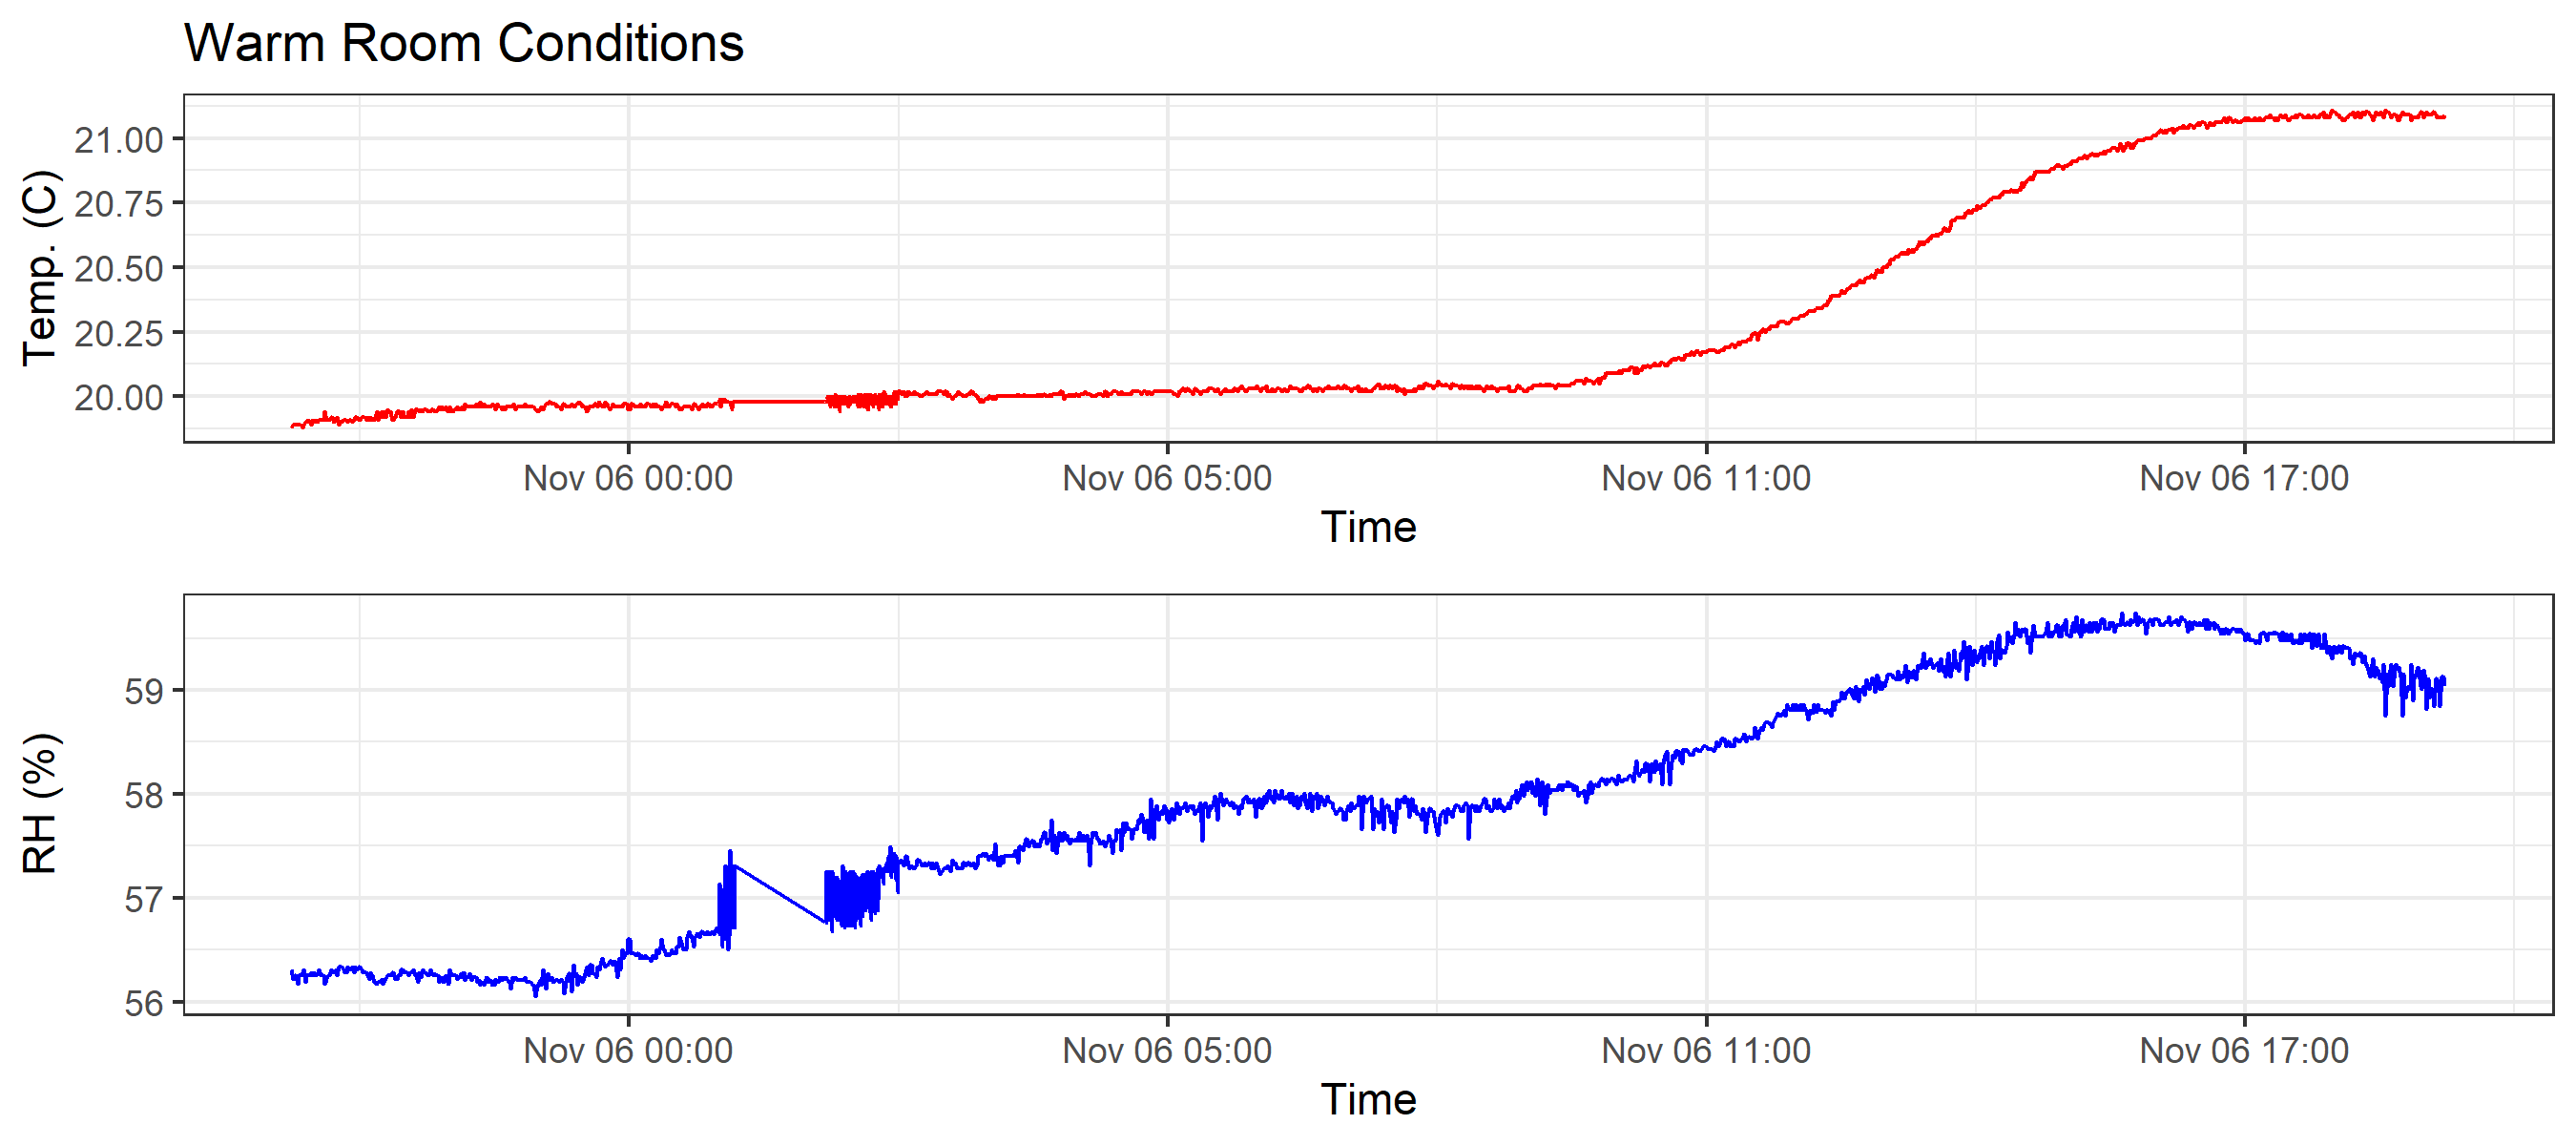 Warm Room Conditions
Temp. (C)
21.00
20.75
20.50
20.25
20.00
Nov 06 00:00 Nov 06 05:00 Nov 06 11:00 Nov 06 17:00
Time
RH (%)
59
58
57
56
Nov 06 00:00 Nov 06 05:00 Nov 06 11:00 Nov 06 17:00
Time